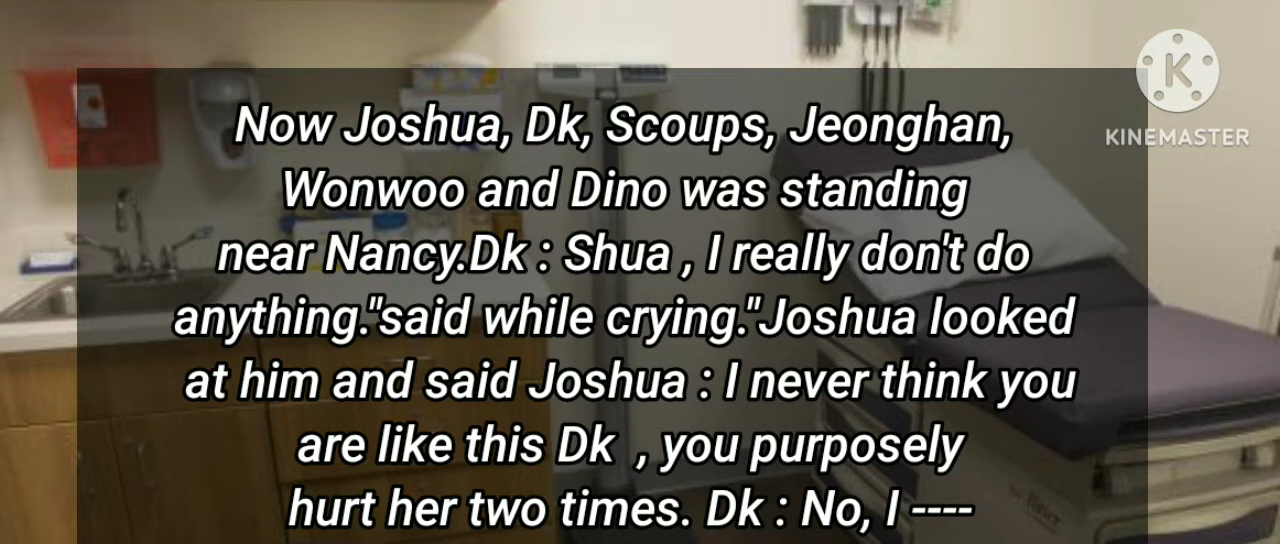 K
KINEMASTER
Now Joshua, Dk, Scoups, Jeonghan,
Wonwoo and Dino was standing
near Nancy.Dk : Shua , I really don't do
anything."said while crying."Joshua looked
at him and said Joshua : I never think you
are like this Dk , you purposely
hurt her two times. Dk : No, I ----